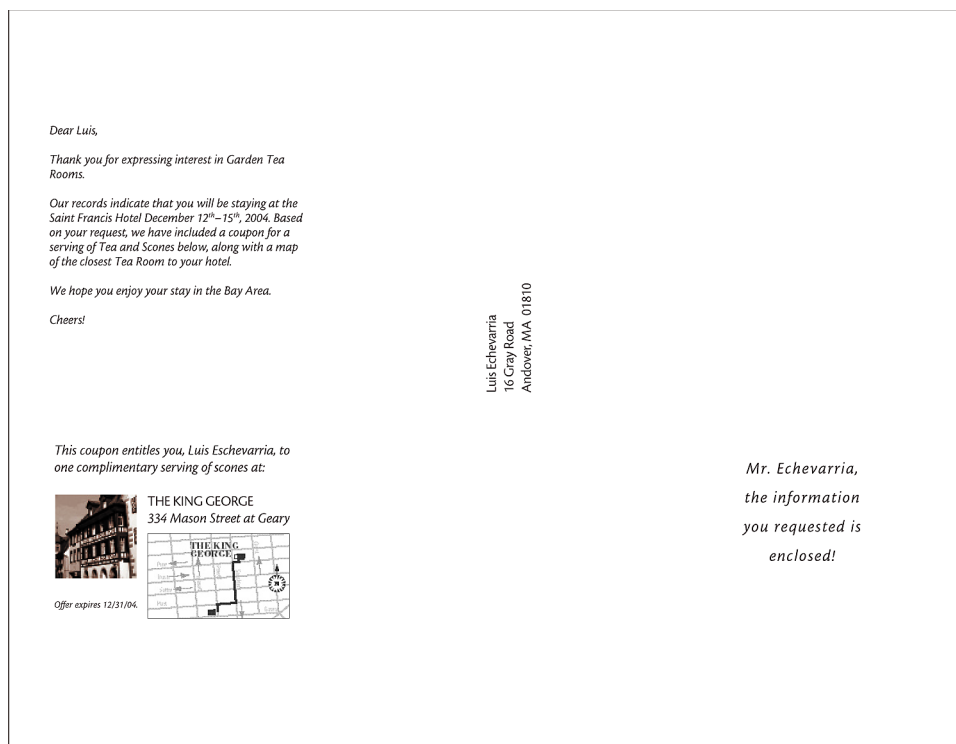 Dear Luis,
Thank you for expressing interest in Garden Tea
Rooms.
Our records indicate that you will be staying at the
Saint Francis Hotel December 12th–15th, 2004. Based
on your request, we have included a coupon for a
serving of Tea and Scones below, along with a map
of the closest Tea Room to your hotel.
We hope you enjoy your stay in the Bay Area.
Cheers!
This coupon entitles you, Luis Eschevarria, to
one complimentary serving of scones at:
THE KING GEORGE
334 Mason Street at Geary
THE KING
GEORGE
Post
Offer expires 12/31/04.
Luis Echevarria
16 Gray Road
Andover, MA 01810
Mr. Echevarria,
the information
you requested is
enclosed!